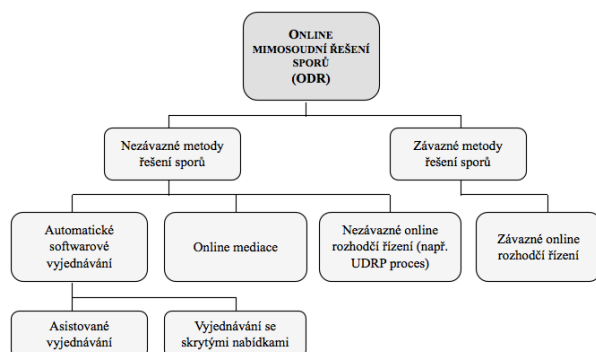 ONLINE
MIMOSOUDNÍ ŘEŠENÍ
SPORŮ
(ODR)
Nezávazné metody
řešení sporů
Závazné metody
řešení sporů
Automatické
softwarové
vyjednávání
Online mediace
Nezávazné online
rozhodčí řízení (např.
UDRP proces)
Závazné online
rozhodčí řízení
Asistované
vyjednávání
Vyjednávání se
skrytými nabídkami